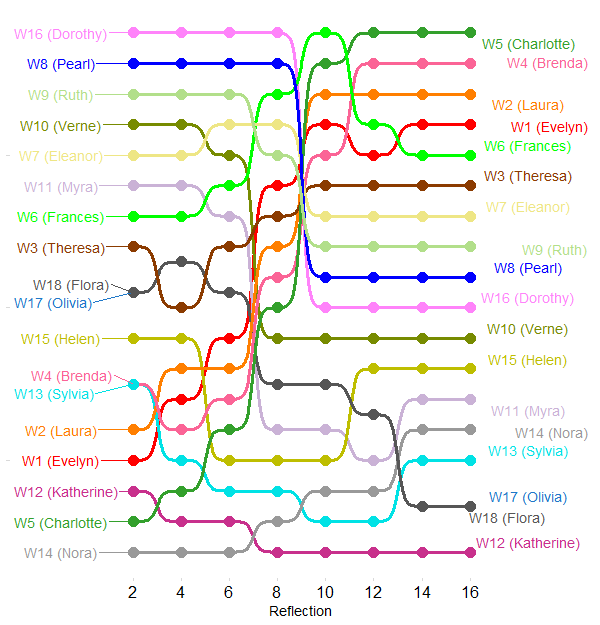 W16 (Dorothy)
W8 (Pearl)
W9 (Ruth)
W10 (Verne)
W7 (Eleanor)
W11 (Myra)
W6 (Frances)
W3 (Theresa)
W18 (Flora)
W17 (Olivia)
W15 (Helen)
W4 (Brenda)
W13 (Sylvia)
W2 (Laura)
W1 (Evelyn)
W12 (Katherine)
W5 (Charlotte)
W14 (Nora)
W5 (Charlotte)
W4 (Brenda)
W2 (Laura)
W1 (Evelyn)
W6 (Frances)
W3 (Theresa)
W7 (Eleanor)
W9 (Ruth)
W8 (Pearl)
W16 (Dorothy)
W10 (Verne)
W15 (Helen)
W11 (Myra)
W14 (Nora)
W13 (Sylvia)
W17 (Olivia)
W18 (Flora)
W12 (Katherine)
2 4 6 8 10 12 14 16
Reflection